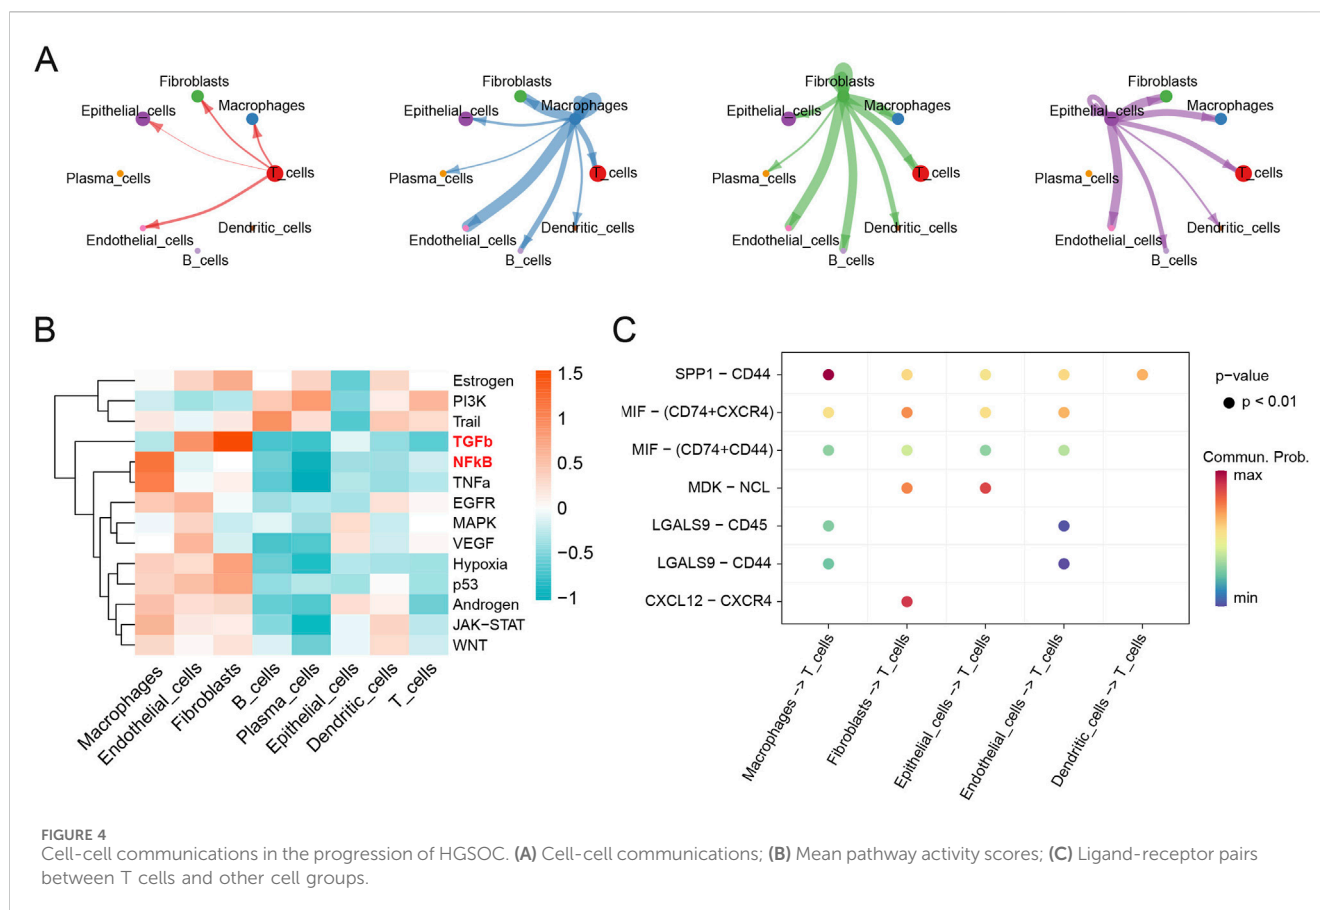 A
Fibroblasts
Epithelial_cells
Macrophages
Plasma_cells
T_cells
Endothelial_cells
Dendritic_cells
B_cells
Fibroblasts
Epithelial_cells
Macrophages
Plasma_cells
T_cells
Endothelial_cells
Dendritic_cells
B_cells
Fibroblasts
Epithelial_cells
Macrophages
Plasma_cells
T_cells
Endothelial_cells
Dendritic_cells
B_cells
Fibroblasts
Epithelial_cells
Macrophages
Plasma_cells
T_cells
Endothelial_cells
Dendritic_cells
B_cells
B
Estrogen
PI3K
Trail
TGFb
NFkB
TNFa
EGFR
MAPK
VEGF
Hypoxia
p53
Androgen
JAK−STAT
WNT
1.5
1
0.5
0
−0.5
−1
Macrophages
Endothelial_cells
Fibroblasts
B_cells
Plasma_cells
Epithelial_cells
Dendritic_cells
T_cells
C
SPP1 − CD44
MIF − (CD74+CXCR4)
MIF − (CD74+CD44)
MDK − NCL
LGALS9 − CD45
LGALS9 − CD44
CXCL12 − CXCR4
Macrophages −> T_cells
Fibroblasts −> T_cells
Epithelial_cells −> T_cells
Endothelial_cells −> T_cells
Dendritic_cells −> T_cells
p−value
p < 0.01
Commun. Prob.
max
min
FIGURE 4
Cell-cell communications in the progression of HGSOC. (A) Cell-cell communications; (B) Mean pathway activity scores; (C) Ligand-receptor pairs
between T cells and other cell groups.